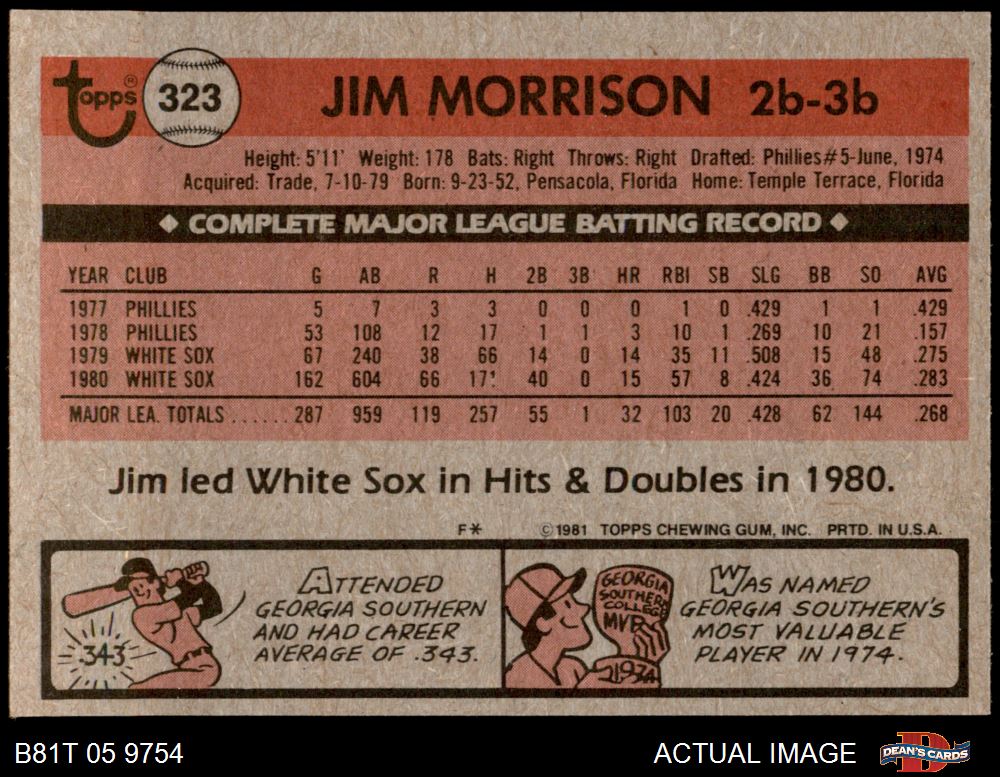 Topps ® 323 JIM MORRISON 2b-3b
Height: 5'11' Weight: 178 Bats: Right Throws: Right Drafted: Phillies#5-June, 1974
Acquired: Trade, 7-10-79 Born: 9-23-52, Pensacola, Florida Home: Temple Terrace, Florida
◆ COMPLETE MAJOR LEAGUE BATTING RECORD ◆
YEAR CLUB G AB R H 2B 3B HR RBI SB SLG BB SO AVG
1977 PHILLIES 5 7 3 3 0 0 0 1 0 .429 1 1 .429
1978 PHILLIES 53 108 12 17 1 1 3 10 1 .269 10 21 .157
1979 WHITE SOX 67 240 38 66 14 0 14 35 11 .508 15 48 .275
1980 WHITE SOX 162 604 66 40 0 15 57 8 .424 36 74 .283
MAJOR LEA. TOTALS ...... 287 959 119 257 55 1 32 103 20 .428 62 144 .268
Jim led White Sox in Hits & Doubles in 1980.
F* © 1981 TOPPS CHEWING GUM, INC. PRTD. IN U.S.A.
.343
ATTENDED
GEORGIA SOUTHERN
AND HAD CAREER
AVERAGE OF .343.
GEORGIA
SOUTHERN
COLLEGE
MVP
1974
WAS NAMED
GEORGIA SOUTHERN'S
MOST VALUABLE
PLAYER IN 1974.
B81T 05 9754 ACTUAL IMAGE DEAN'S CARDS